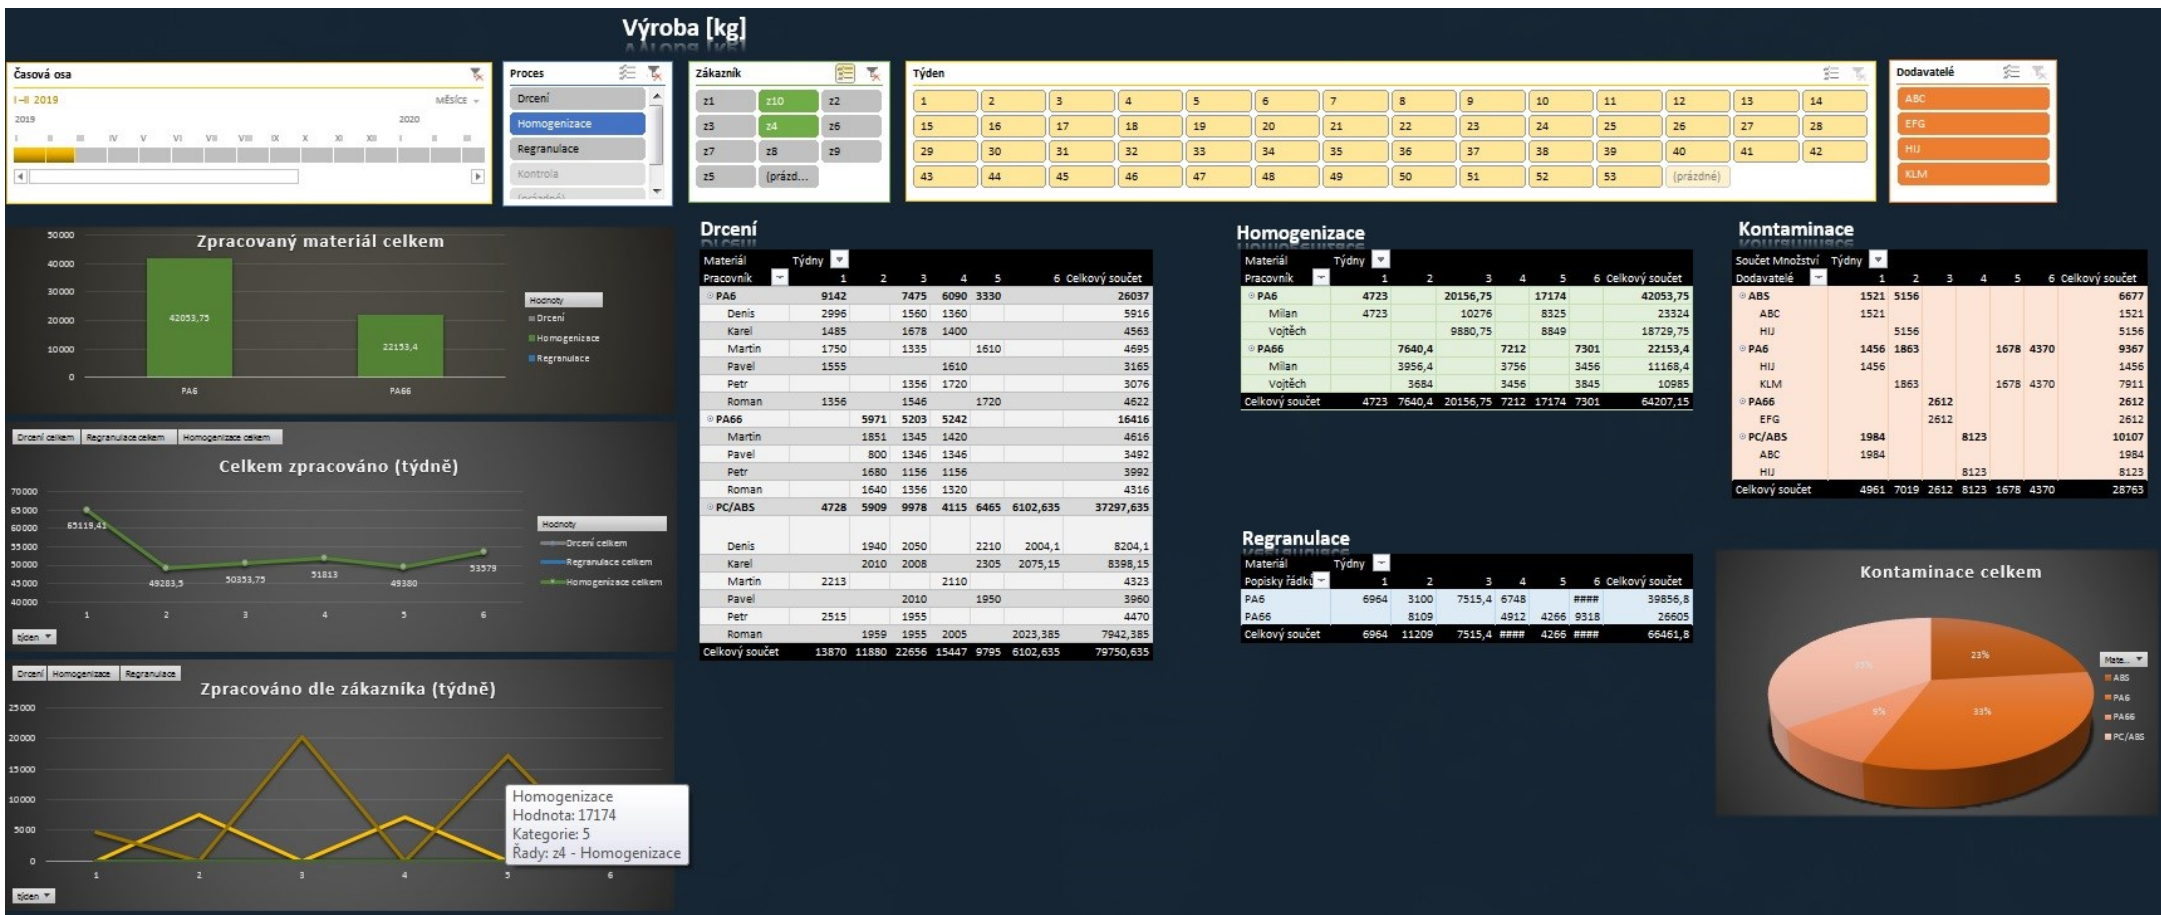 Výroba [kg]
Časová osa
I–II 2019 MĚSÍCE
2019 2020
I II III IV V VI VII VIII IX X XI XII I II III
Proces
Drcení
Homogenizace
Regranulace
Kontrola
(prázdné)
Zákazník
z1 z10 z2
z3 z4 z6
z7 z8 z9
z5 (prázd...
Týden
1 2 3 4 5 6 7 8 9 10 11 12 13 14
15 16 17 18 19 20 21 22 23 24 25 26 27 28
29 30 31 32 33 34 35 36 37 38 39 40 41 42
43 44 45 46 47 48 49 50 51 52 53 (prázdné)
Dodavatelé
ABC
EFG
HIJ
KLM
Zpracovaný materiál celkem
50000
40000
30000
20000
10000
0
42053,75
22153,4
PA6 PA66
Hodnoty
Drcení
Homogenizace
Regranulace
Drcení celkem Regranulace celkem Homogenizace celkem
Celkem zpracováno (týdně)
70000
65000
60000
55000
50000
45000
40000
65119,41
49283,5
50353,75
51813
49380
53579
1 2 3 4 5 6
Hodnoty
Drcení celkem
Regranulace celkem
Homogenizace celkem
týden
Drcení Homogenizace Regranulace
Zpracováno dle zákazníka (týdně)
25000
20000
15000
10000
5000
0
1 2 3 4 5 6
týden
Homogenizace
Hodnota: 17174
Kategorie: 5
Řady: z4 - Homogenizace
Drcení
Materiál Týdny
Pracovník 1 2 3 4 5 6 Celkový součet
PA6 9142 7475 6090 3330 26037
Denis 2996 1560 1360 5916
Karel 1485 1678 1400 4563
Martin 1750 1335 1610 4695
Pavel 1555 1610 3165
Petr 1356 1720 3076
Roman 1356 1546 1720 4622
PA66 5971 5203 5242 16416
Martin 1851 1345 1420 4616
Pavel 800 1346 1346 3492
Petr 1680 1156 1156 3992
Roman 1640 1356 1320 4316
PC/ABS 4728 5909 9978 4115 6465 6102,635 37297,635
Denis 1940 2050 2210 2004,1 8204,1
Karel 2010 2008 2305 2075,15 8398,15
Martin 2213 2110 4323
Pavel 2010 1950 3960
Petr 2515 1955 4470
Roman 1959 1955 2005 2023,385 7942,385
Celkový součet 13870 11880 22656 15447 9795 6102,635 79750,635
Homogenizace
Materiál Týdny
Pracovník 1 2 3 4 5 6 Celkový součet
PA6 4723 20156,75 17174 42053,75
Milan 4723 10276 8325 23324
Vojtěch 9880,75 8849 18729,75
PA66 7640,4 7212 7301 22153,4
Milan 3956,4 3756 3456 11168,4
Vojtěch 3684 3456 3845 10985
Celkový součet 4723 7640,4 20156,75 7212 17174 7301 64207,15
Regranulace
Materiál Týdny
Popisky řádků 1 2 3 4 5 6 Celkový součet
PA6 6964 3100 7515,4 6748 #### 39856,8
PA66 8109 4912 4266 9318 26605
Celkový součet 6964 11209 7515,4 #### 4266 #### 66461,8
Kontaminace
Součet Množství Týdny
Dodavatelé 1 2 3 4 5 6 Celkový součet
ABS 1521 5156 6677
ABC 1521 1521
HIJ 5156 5156
PA6 1456 1863 1678 4370 9367
HIJ 1456 1456
KLM 1863 1678 4370 7911
PA66 2612 2612
EFG 2612 2612
PC/ABS 1984 8123 10107
ABC 1984 1984
HIJ 8123 8123
Celkový součet 4961 7019 2612 8123 1678 4370 28763
Kontaminace celkem
23%
33%
9%
Mate...
ABS
PA6
PA66
PC/ABS